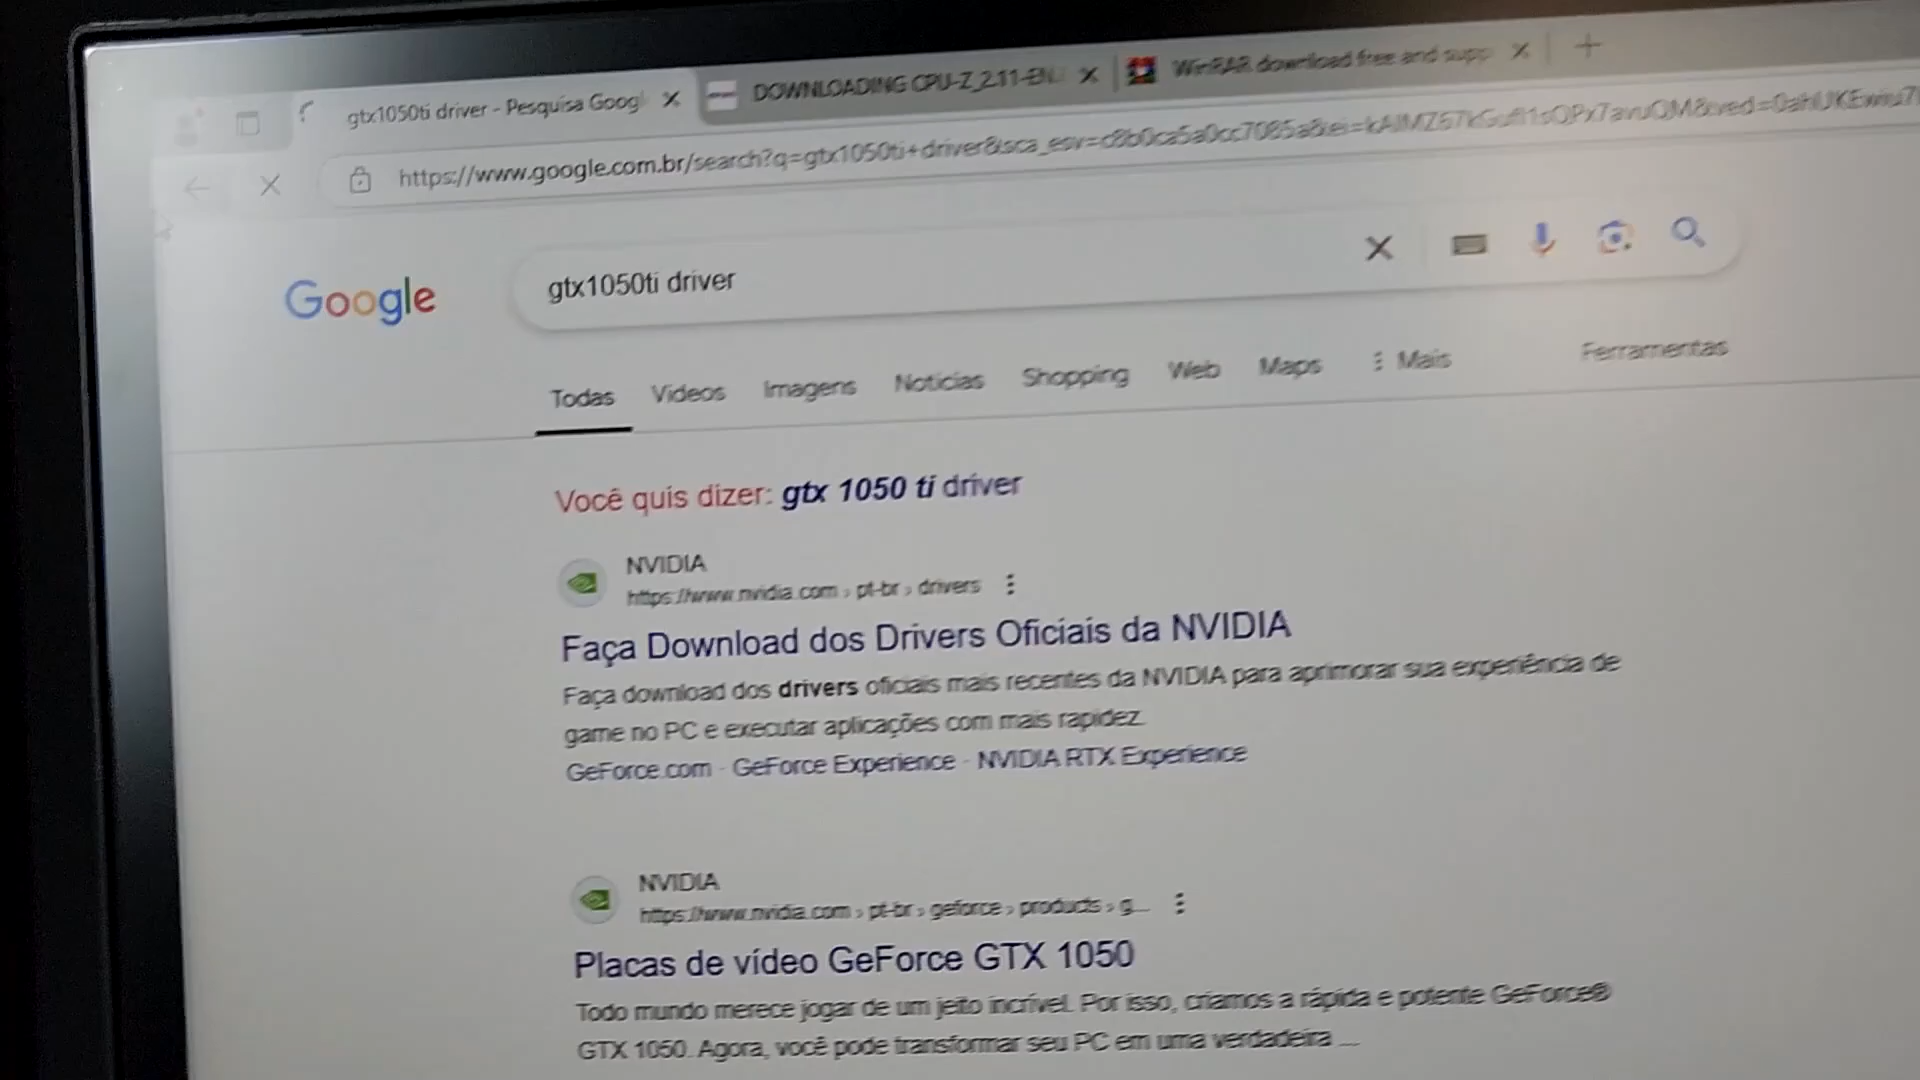 gtx1050ti driver - Pesquisa Googl
DOWNLOADING CPU-Z_2.11-EN.
WinRAR download free and supp
https://www.google.com.br/search?q=gtx1050ti+driver&sca_esv=c8b0ca5a0cc7085a&ei=
Google
gtx1050ti driver
Todas Vídeos Imagens Notícias Shopping Web Maps Mais Ferramentas
Você quis dizer: gtx 1050 ti driver
NVIDIA
https://www.nvidia.com › pt-br › drivers
Faça Download dos Drivers Oficiais da NVIDIA
Faça download dos drivers oficiais mais recentes da NVIDIA para aprimorar sua experiência de
game no PC e executar aplicações com mais rapidez.
GeForce.com - GeForce Experience - NVIDIA RTX Experience
NVIDIA
https://www.nvidia.com › pt-br › geforce › products › g...
Placas de vídeo GeForce GTX 1050
Todo mundo merece jogar de um jeito incrível. Por isso, criamos a rápida e potente GeForce®
GTX 1050. Agora, você pode transformar seu PC em uma verdadeira ...